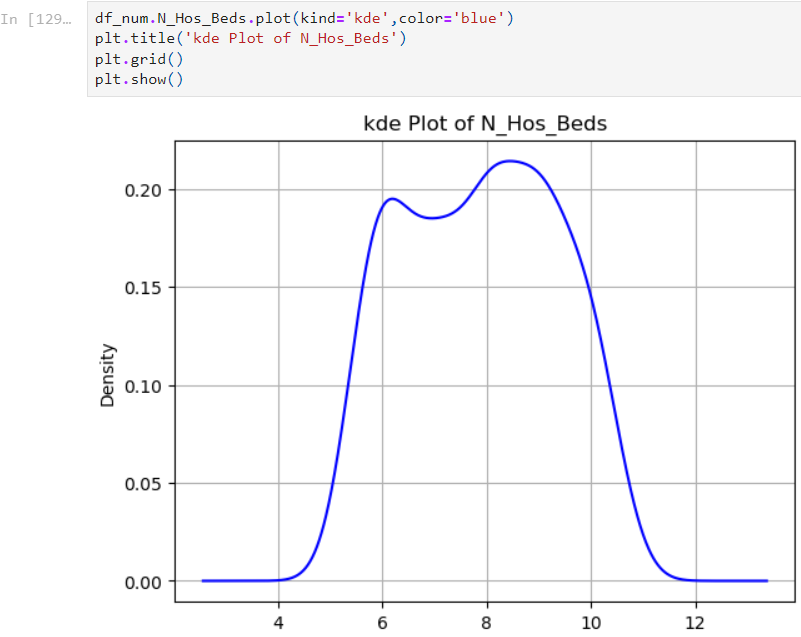 In [129…
df_num.N_Hos_Beds.plot(kind='kde',color='blue')
plt.title('kde Plot of N_Hos_Beds')
plt.grid()
plt.show()
kde Plot of N_Hos_Beds
0.20
0.15
0.10
0.05
0.00
Density
4 6 8 10 12